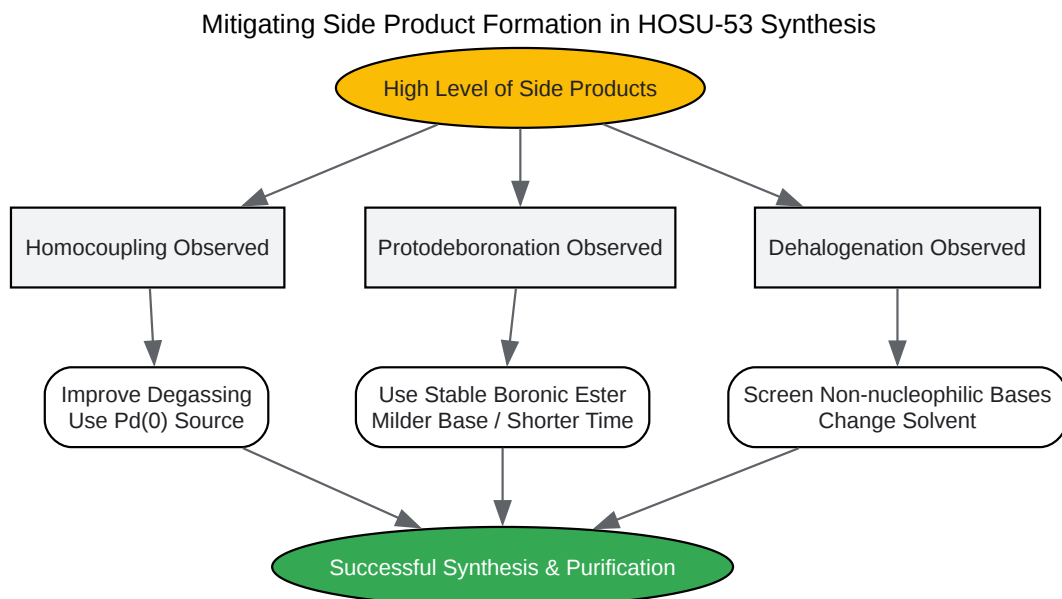 Mitigating Side Product Formation in HOSU-53 Synthesis
High Level of Side Products
Homocoupling Observed
Protodeboronation Observed
Dehalogenation Observed
Improve Degassing
Use Pd(0) Source
Use Stable Boronic Ester
Milder Base / Shorter Time
Screen Non-nucleophilic Bases
Change Solvent
Successful Synthesis & Purification